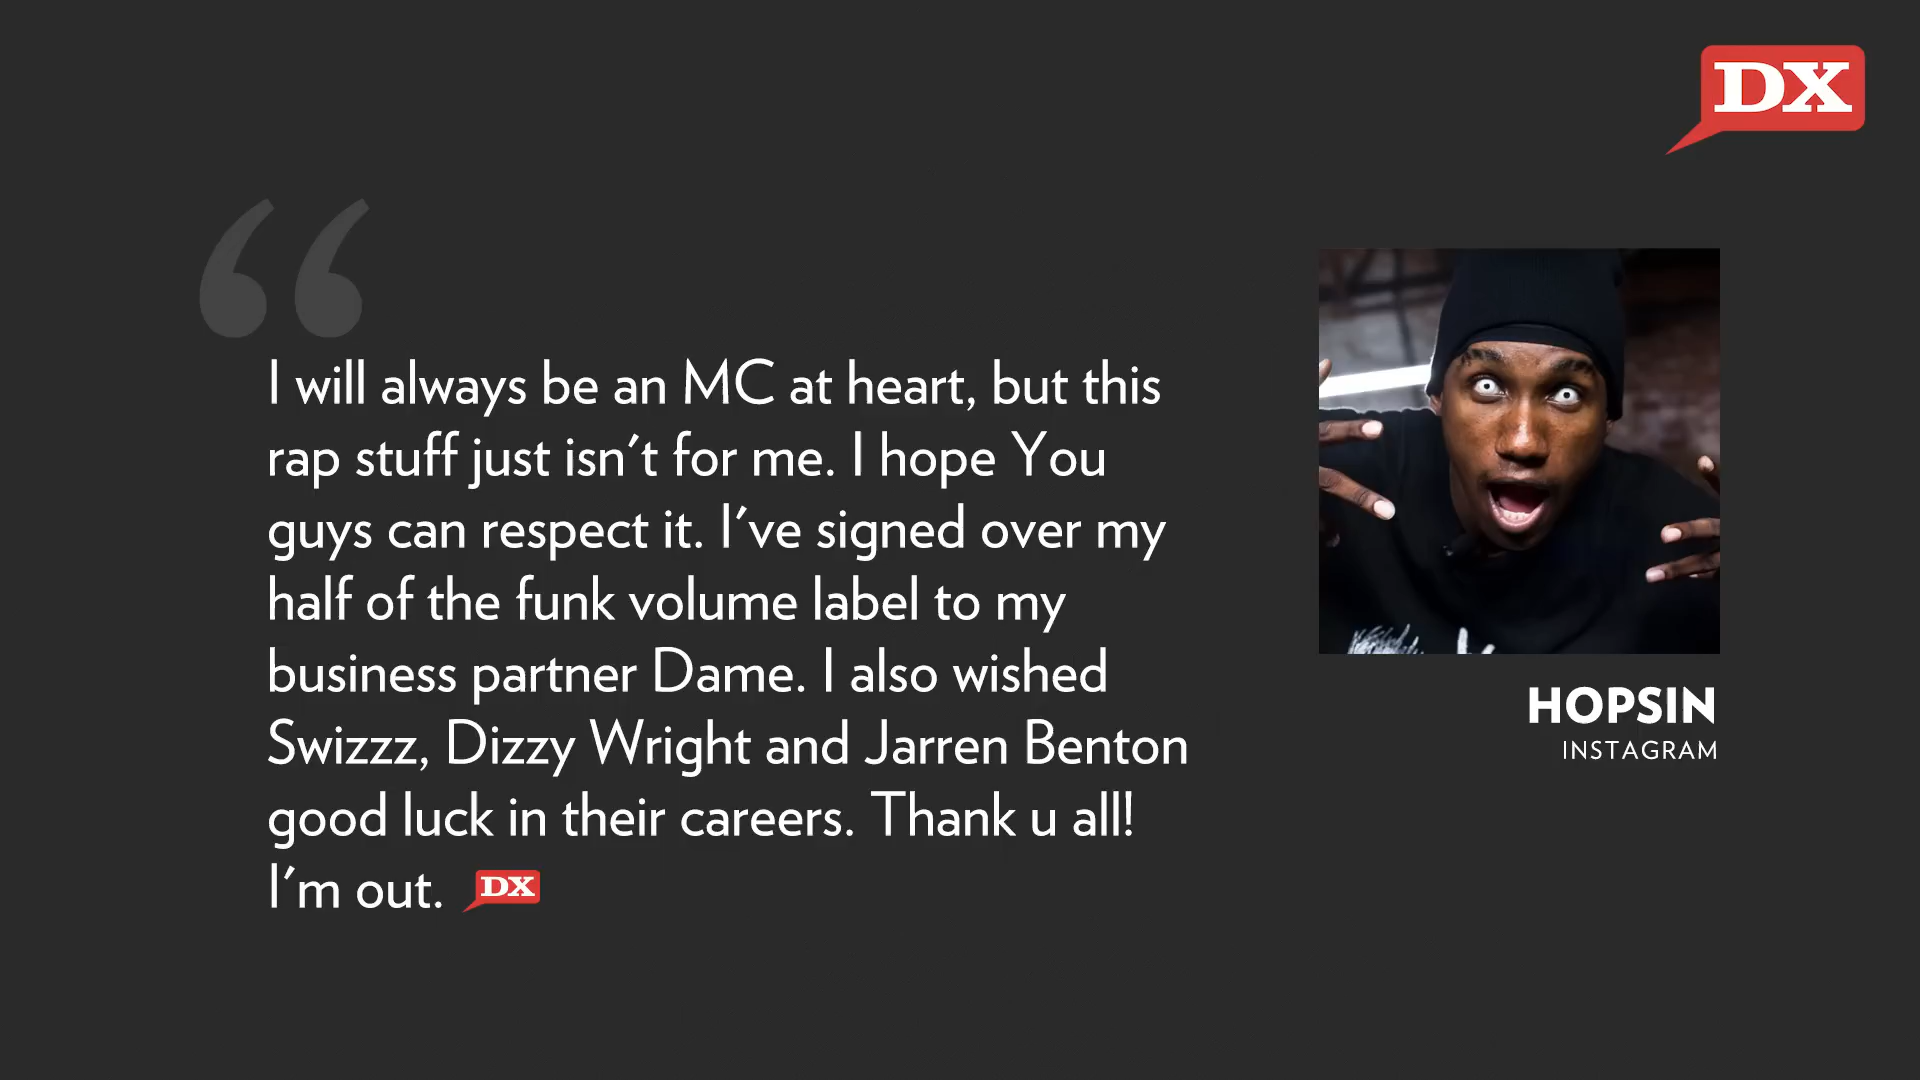 DX
I will always be an MC at heart, but this
rap stuff just isn't for me. I hope You
guys can respect it. I've signed over my
half of the funk volume label to my
business partner Dame. I also wished
Swizzz, Dizzy Wright and Jarren Benton
good luck in their careers. Thank u all!
I'm out. DX
HOPSIN
INSTAGRAM